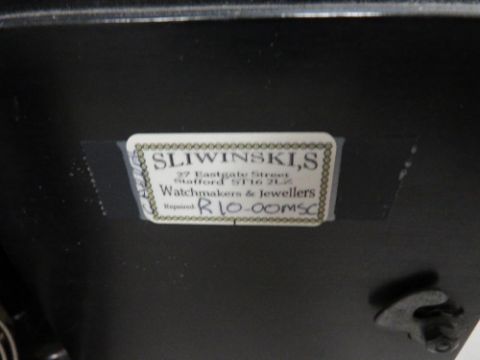 SLIWINSKI,S
27 Eastgate Street
Stafford ST16 2LZ
Watchmakers & Jewellers
Repaired: R10-00MSC